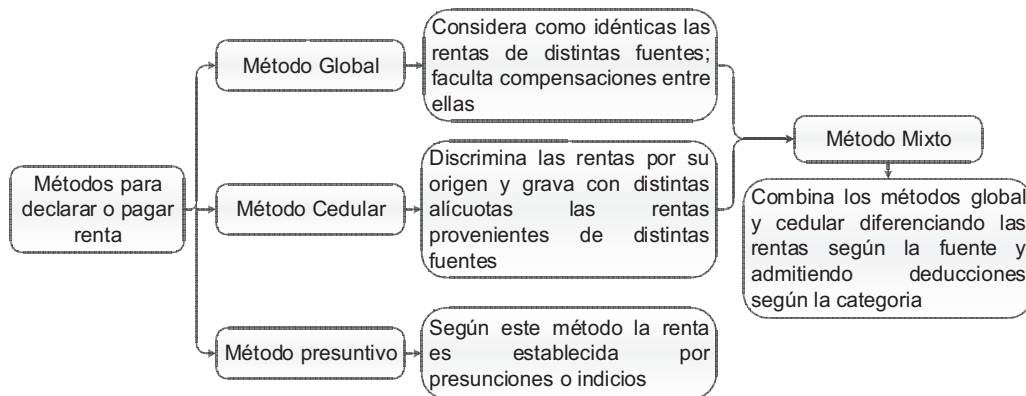 Métodos para
declarar o pagar
renta
Método Global
Considera como idénticas las
rentas de distintas fuentes;
faculta compensaciones entre
ellas
Método Cedular
Discrimina las rentas por su
origen y grava con distintas
alícuotas las rentas
provenientes de distintas
fuentes
Método presuntivo
Según este método la renta
es establecida por
presunciones o indicios
Método Mixto
Combina los métodos global
y cedular diferenciando las
rentas según la fuente y
admitiendo deducciones
según la categoria